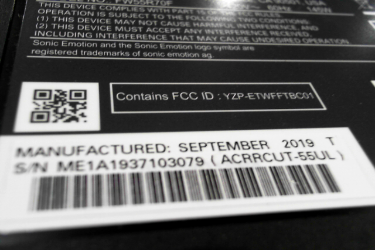 FW55R70F
THIS DEVICE COMPLIES WITH PART
OPERATION IS SUBJECT TO THE FOLLOWING TWO CONDITIONS:
(1) THIS DEVICE MAY NOT CAUSE HARMFUL INTERFERENCE, AND
(2) THIS DEVICE MUST ACCEPT ANY INTERFERENCE RECEIVED,
INCLUDING INTERFERENCE THAT MAY CAUSE UNDESIRED OPERATION.
Sonic Emotion and the Sonic Emotion logo symbol are
registered trademarks of sonic emotion ag.
Contains FCC ID : YZP-ETWFFTBC01
MANUFACTURED: SEPTEMBER 2019 T
S/N ME1A1937103079 ( ACRRCUT-55UL )